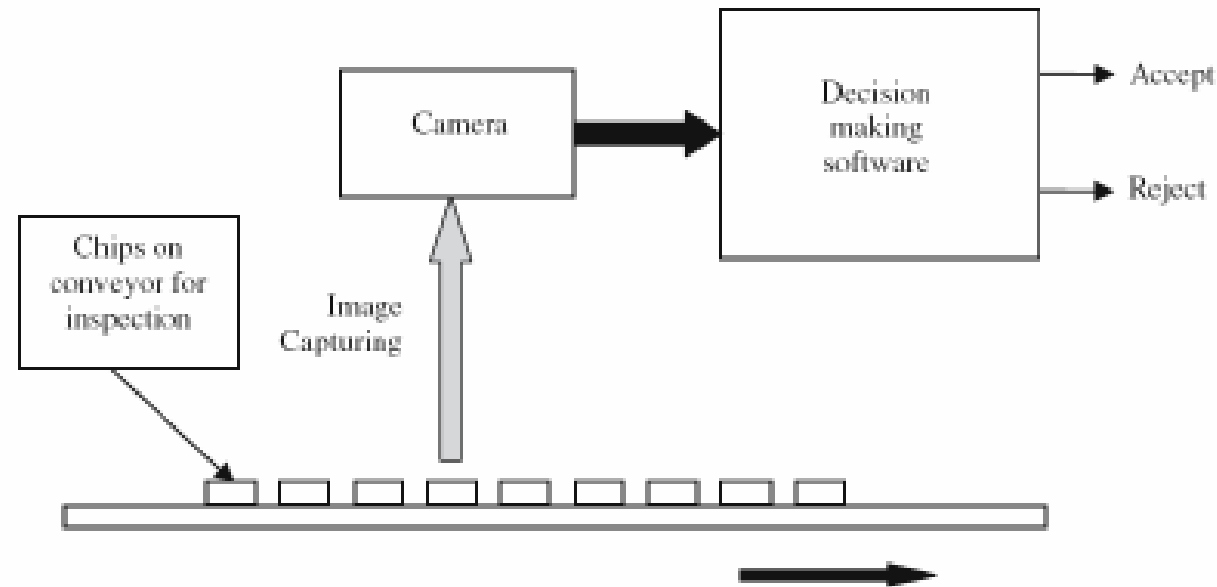 Camera
Decision
making
software
Accept
Reject
Chips on
conveyor for
inspection
Image
Capturing